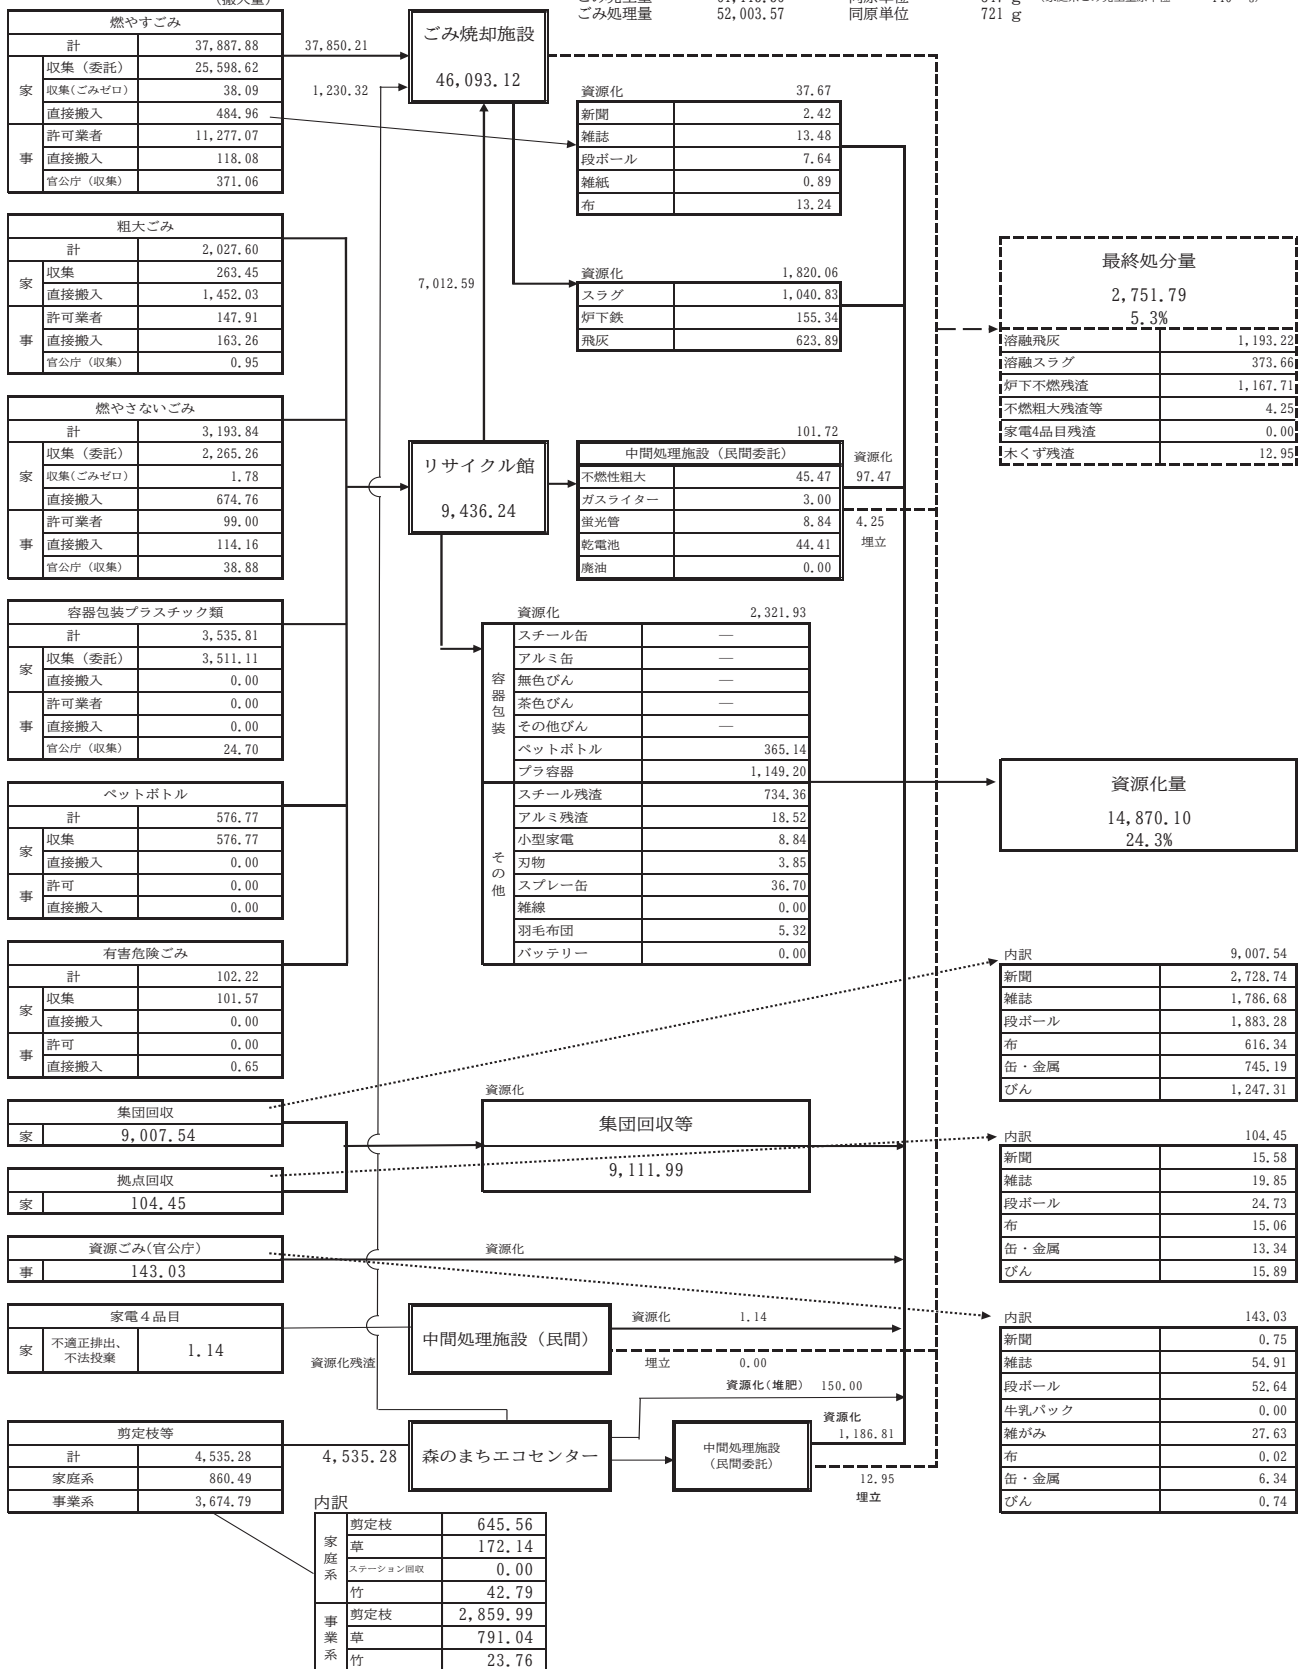 (搬入量)
ごみ処理量 52,003.57 同原単位 721 g
燃やすごみ
計 37,887.88
家 収集（委託） 25,598.62
収集(ごみゼロ) 38.09
直接搬入 484.96
事 許可業者 11,277.07
直接搬入 118.08
官公庁（収集） 371.06
37,850.21
1,230.32
ごみ焼却施設
46,093.12
資源化 37.67
新聞 2.42
雑誌 13.48
段ボール 7.64
雑紙 0.89
布 13.24
粗大ごみ
計 2,027.60
家 収集 263.45
直接搬入 1,452.03
事 許可業者 147.91
直接搬入 163.26
官公庁（収集） 0.95
7,012.59
資源化 1,820.06
スラグ 1,040.83
炉下鉄 155.34
飛灰 623.89
最終処分量
2,751.79
5.3%
溶融飛灰 1,193.22
溶融スラグ 373.66
炉下不燃残渣 1,167.71
不燃粗大残渣等 4.25
家電4品目残渣 0.00
木くず残渣 12.95
燃やさないごみ
計 3,193.84
家 収集（委託） 2,265.26
収集(ごみゼロ) 1.78
直接搬入 674.76
事 許可業者 99.00
直接搬入 114.16
官公庁（収集） 38.88
リサイクル館
9,436.24
101.72
中間処理施設（民間委託）
不燃性粗大 45.47
ガスライター 3.00
蛍光管 8.84
乾電池 44.41
廃油 0.00
資源化
97.47
4.25
埋立
容器包装プラスチック類
計 3,535.81
家 収集（委託） 3,511.11
直接搬入 0.00
事 許可業者 0.00
直接搬入 0.00
官公庁（収集） 24.70
資源化 2,321.93
容器包装 スチール缶 ―
アルミ缶 ―
無色びん ―
茶色びん ―
その他びん ―
ペットボトル 365.14
プラ容器 1,149.20
その他 スチール残渣 734.36
アルミ残渣 18.52
小型家電 8.84
刃物 3.85
スプレー缶 36.70
雑線 0.00
羽毛布団 5.32
バッテリー 0.00
資源化量
14,870.10
24.3%
ペットボトル
計 576.77
家 収集 576.77
直接搬入 0.00
事 許可 0.00
直接搬入 0.00
有害危険ごみ
計 102.22
家 収集 101.57
直接搬入 0.00
事 許可 0.00
直接搬入 0.65
内訳 9,007.54
新聞 2,728.74
雑誌 1,786.68
段ボール 1,883.28
布 616.34
缶・金属 745.19
びん 1,247.31
集団回収
家 9,007.54
拠点回収
家 104.45
資源化
集団回収等
9,111.99
内訳 104.45
新聞 15.58
雑誌 19.85
段ボール 24.73
布 15.06
缶・金属 13.34
びん 15.89
資源ごみ(官公庁)
事 143.03
資源化
家電４品目
家 不適正排出、
不法投棄 1.14
中間処理施設（民間）
資源化 1.14
埋立 0.00
資源化残渣
資源化(堆肥) 150.00
内訳 143.03
新聞 0.75
雑誌 54.91
段ボール 52.64
牛乳パック 0.00
雑がみ 27.63
布 0.02
缶・金属 6.34
びん 0.74
剪定枝等
計 4,535.28
家庭系 860.49
事業系 3,674.79
4,535.28
森のまちエコセンター
中間処理施設
（民間委託）
資源化
1,186.81
12.95
埋立
内訳
家庭系 剪定枝 645.56
草 172.14
ステーション回収 0.00
竹 42.79
事業系 剪定枝 2,859.99
草 791.04
竹 23.76